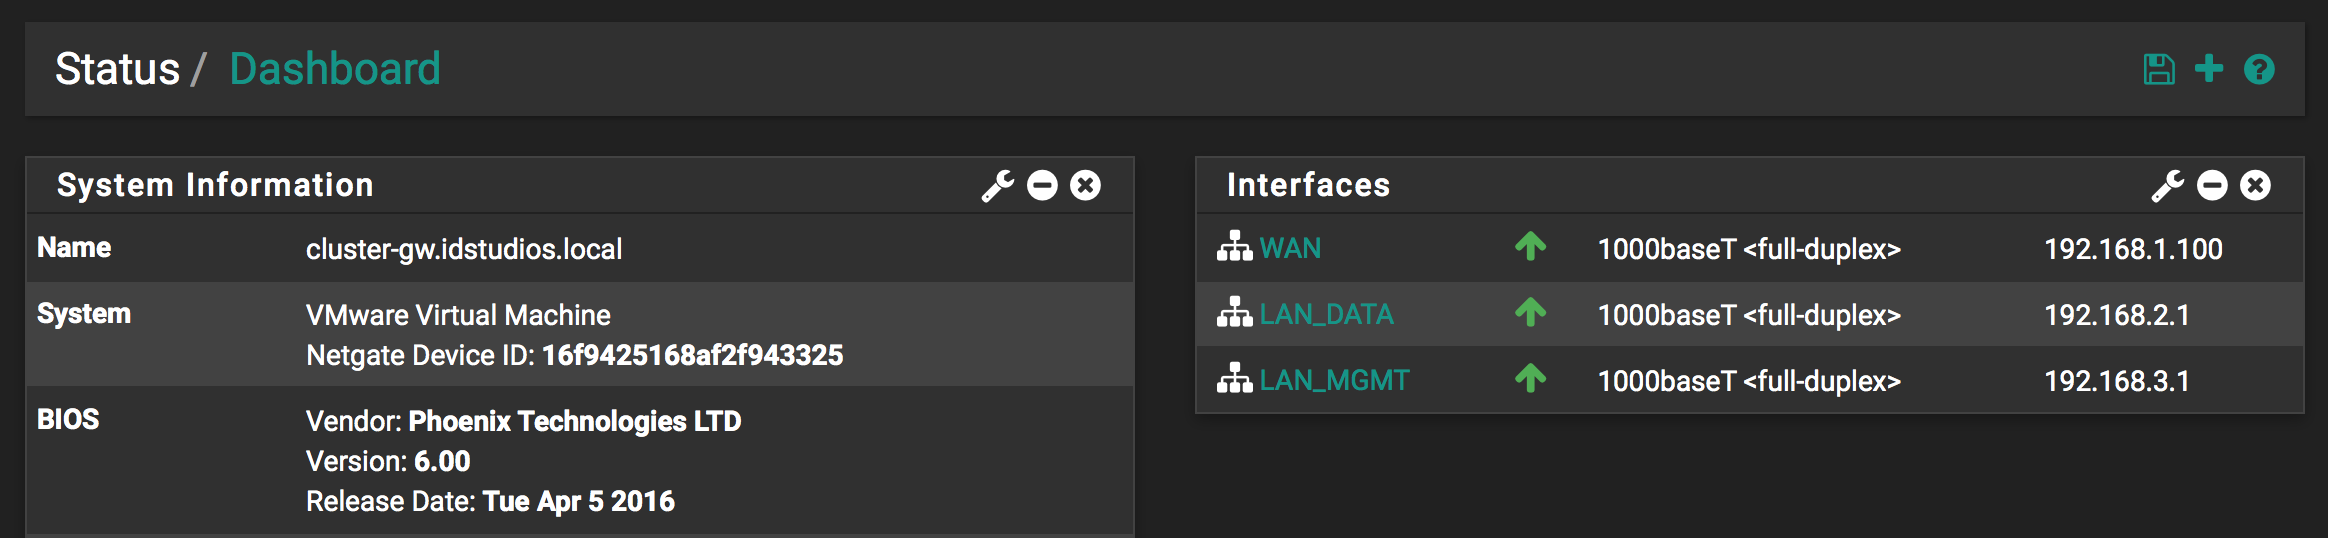 Status / Dashboard
System Information
Name cluster-gw.idstudios.local
System VMware Virtual Machine
Netgate Device ID: 16f9425168af2f943325
BIOS Vendor: Phoenix Technologies LTD
Version: 6.00
Release Date: Tue Apr 5 2016
Interfaces
WAN 1000baseT <full-duplex> 192.168.1.100
LAN_DATA 1000baseT <full-duplex> 192.168.2.1
LAN_MGMT 1000baseT <full-duplex> 192.168.3.1